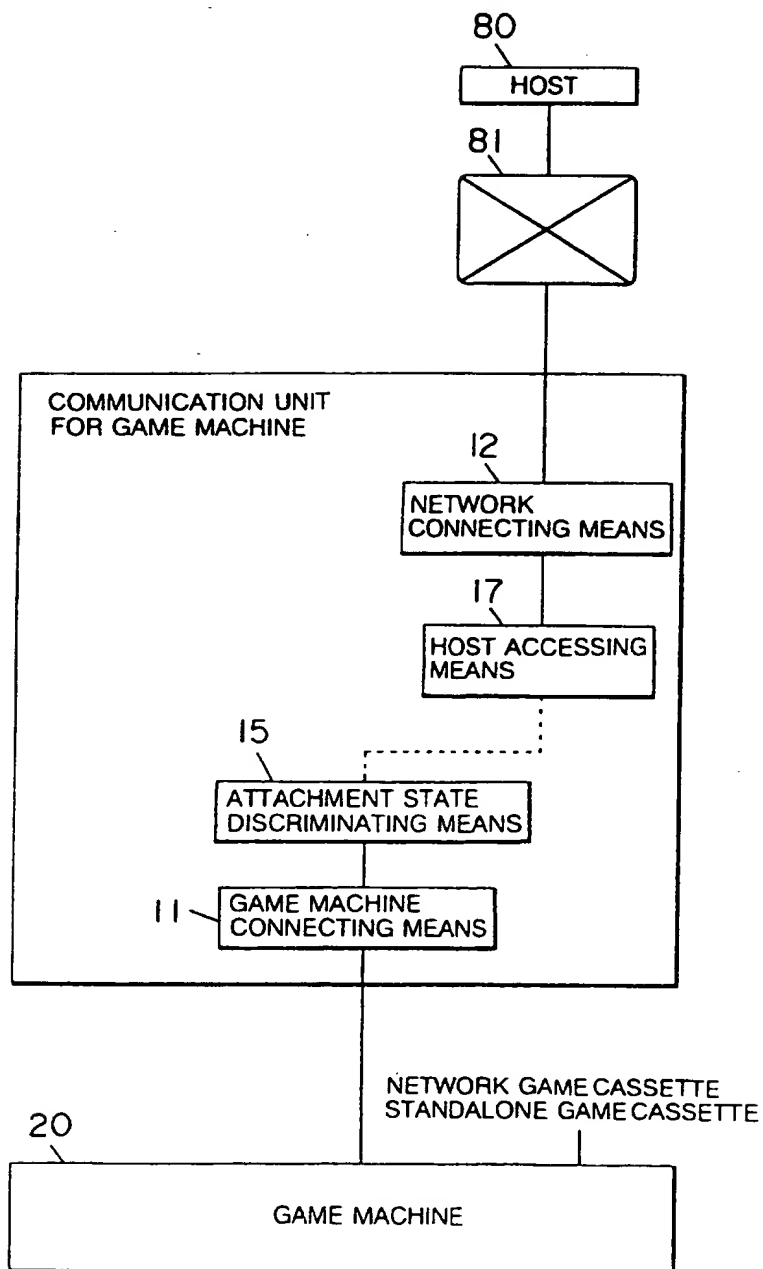 80
HOST
81
COMMUNICATION UNIT
FOR GAME MACHINE
12
NETWORK
CONNECTING MEANS
17
HOST ACCESSING
MEANS
15
ATTACHMENT STATE
DISCRIMINATING MEANS
11
GAME MACHINE
CONNECTING MEANS
NETWORK GAME CASSETTE
STANDALONE GAME CASSETTE
20
GAME MACHINE